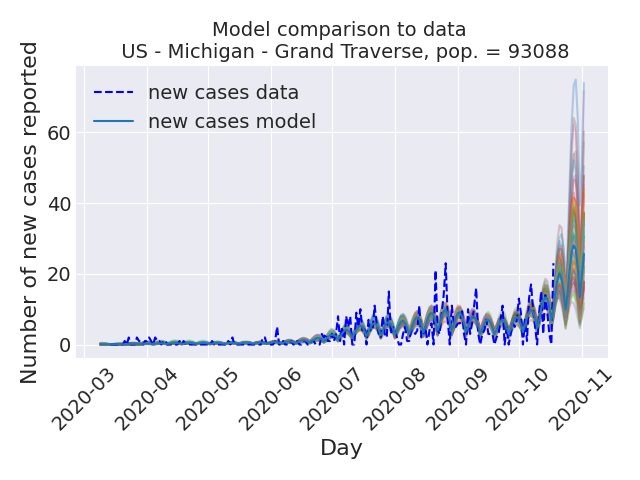 Model comparison to data
US - Michigan - Grand Traverse, pop. = 93088
Number of new cases reported
new cases data
new cases model
60
40
20
0
2020-03
2020-04
2020-05
2020-06
2020-07
2020-08
2020-09
2020-10
2020-11
Day